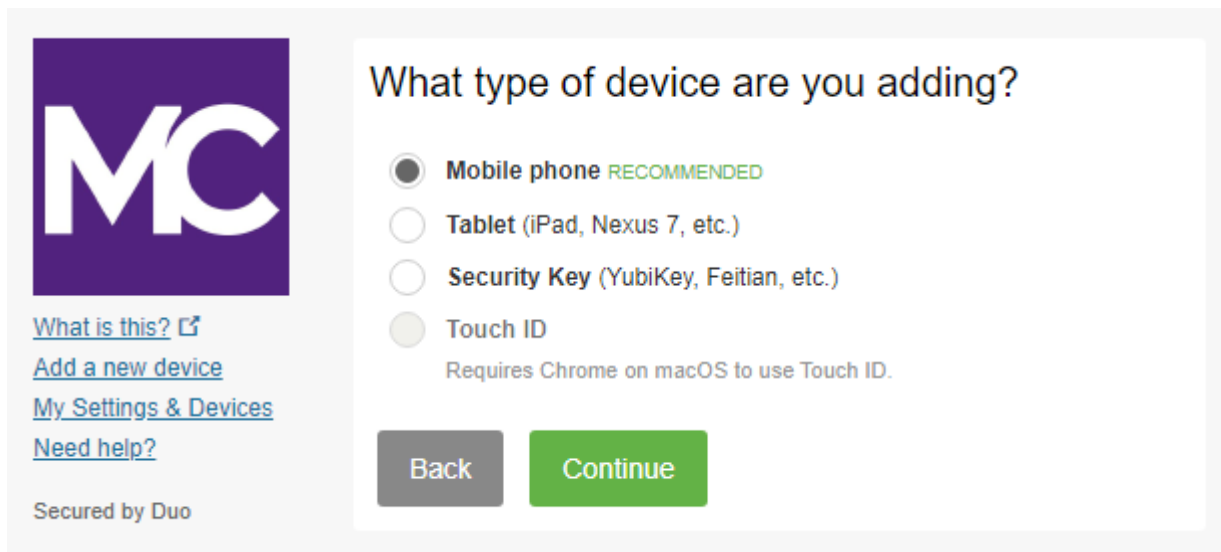 MC
What is this?
Add a new device
My Settings & Devices
Need help?
Secured by Duo
What type of device are you adding?
Mobile phone RECOMMENDED
Tablet (iPad, Nexus 7, etc.)
Security Key (YubiKey, Feitian, etc.)
Touch ID
Requires Chrome on macOS to use Touch ID.
Back
Continue